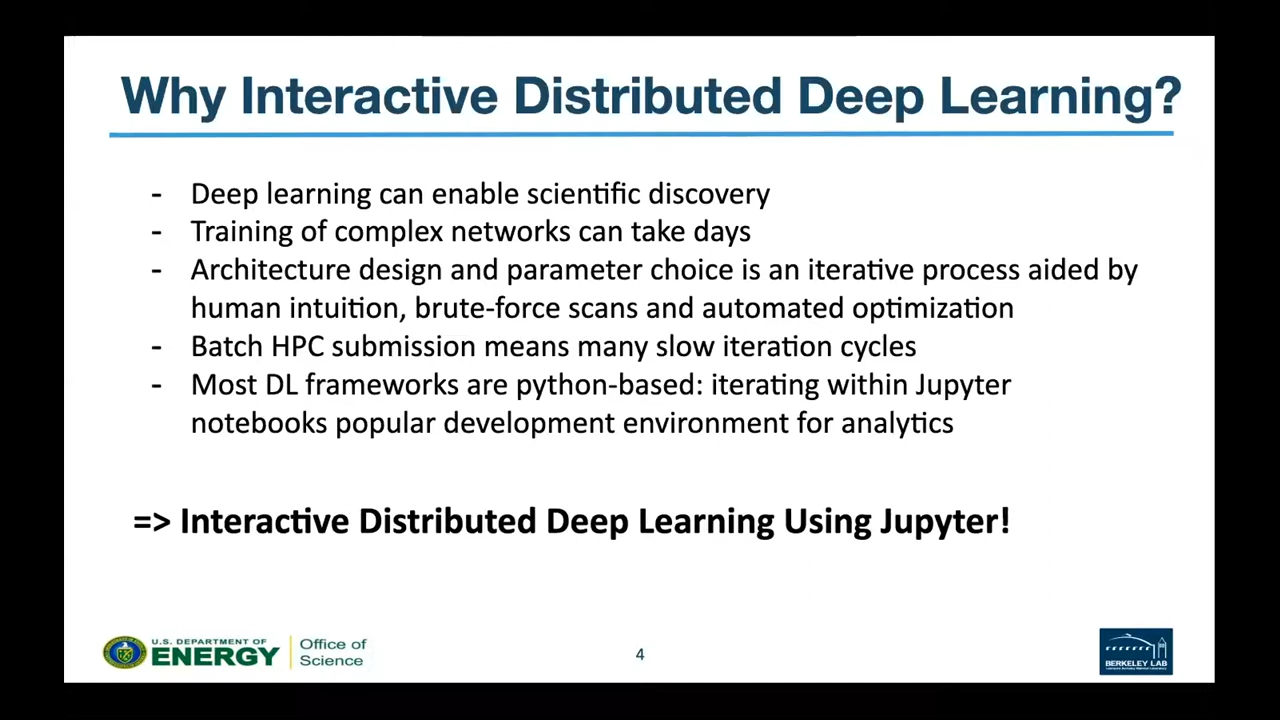 Why Interactive Distributed Deep Learning?
- Deep learning can enable scientific discovery
- Training of complex networks can take days
- Architecture design and parameter choice is an iterative process aided by
human intuition, brute-force scans and automated optimization
- Batch HPC submission means many slow iteration cycles
- Most DL frameworks are python-based: iterating within Jupyter
notebooks popular development environment for analytics
=> Interactive Distributed Deep Learning Using Jupyter!
U.S. DEPARTMENT OF
ENERGY
Office of
Science
4
BERKELEY LAB